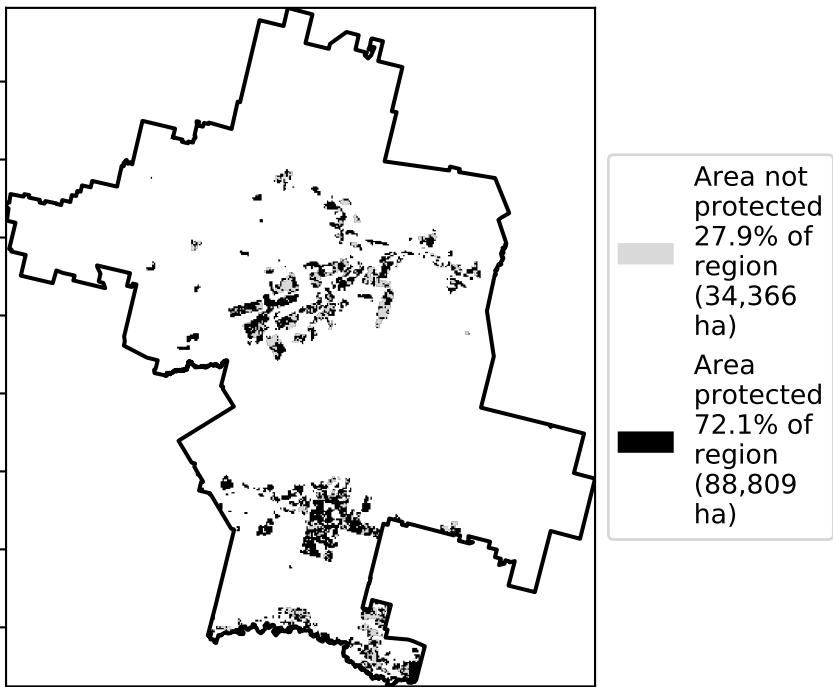 Area not
protected
27.9% of
region
(34,366
ha)
Area
protected
72.1% of
region
(88,809
ha)